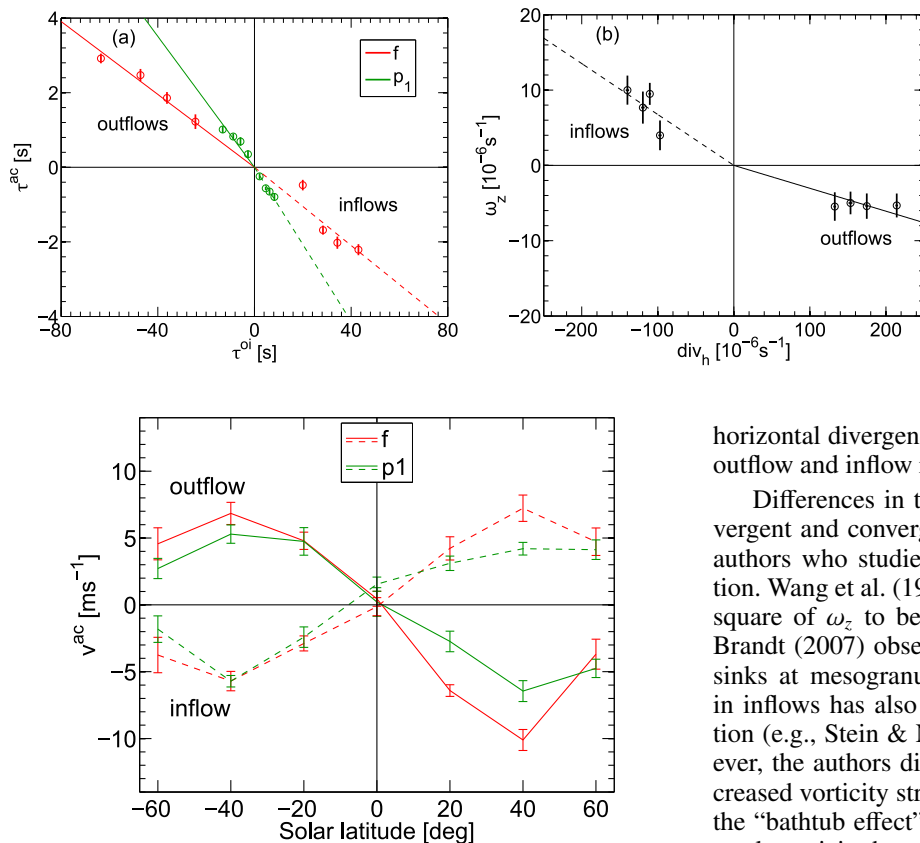 (a)
f
p1
outflows
inflows
4
2
0
−2
−4
−80
−40
0
40
80
τ^ac [s]
τ^oi [s]
(b)
inflows
outflows
20
10
0
−10
−20
−200
−100
0
100
200
ω_z [10^−6 s^−1]
div_h [10^−6 s^−1]
f
p1
outflow
inflow
10
5
0
−5
−10
−60
−40
−20
0
20
40
60
v^ac [ms^−1]
Solar latitude [deg]
horizontal divergen
outflow and inflow
Differences in t
vergent and converg
authors who studie
tion. Wang et al. (19
square of ω_z to be
Brandt (2007) obse
sinks at mesogranu
in inflows has also
tion (e.g., Stein &
ever, the authors di
creased vorticity str
the “bathtub effect”